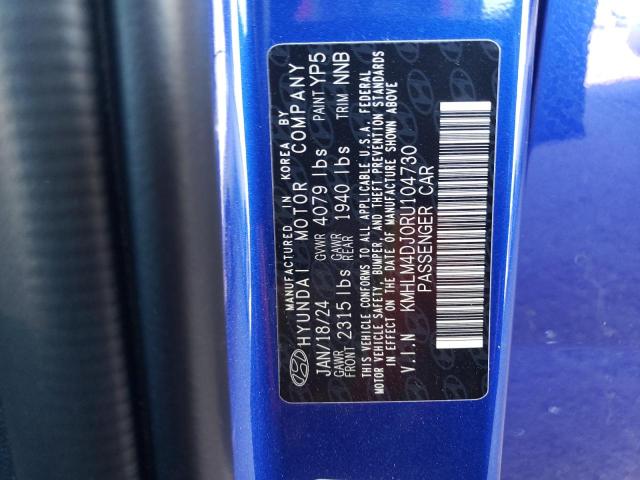 MANUFACTURED IN KOREA BY
HYUNDAI MOTOR COMPANY
JAN/18/24 GVWR 4079 lbs PAINT YP5
GAWR FRONT 2315 lbs GAWR REAR 1940 lbs TRIM NNB
THIS VEHICLE CONFORMS TO ALL APPLICABLE U.S.A. FEDERAL
MOTOR VEHICLE SAFETY, BUMPER, AND THEFT PREVENTION STANDARDS
IN EFFECT ON THE DATE OF MANUFACTURE SHOWN ABOVE
V.I.N KMHLM4DJ0RU104730
PASSENGER CAR